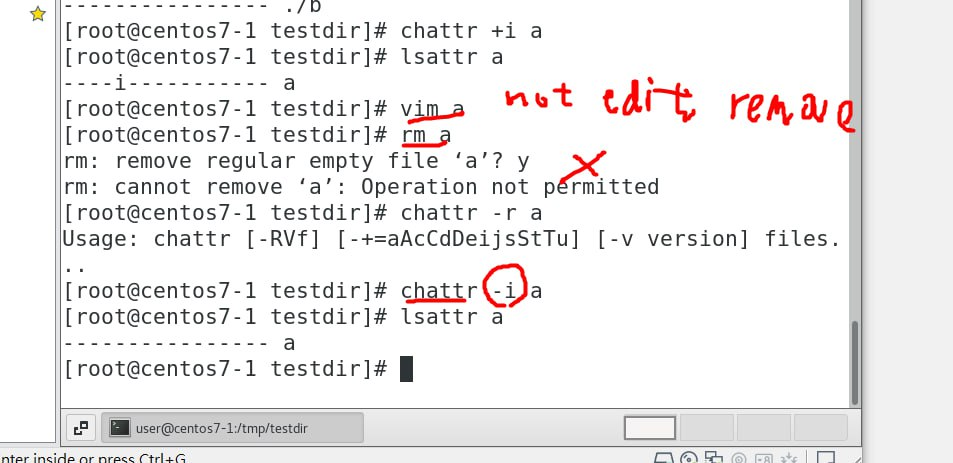 --------------- ./b
[root@centos7-1 testdir]# chattr +i a
[root@centos7-1 testdir]# lsattr a
----i----------- a
[root@centos7-1 testdir]# vim a not edit, remove
[root@centos7-1 testdir]# rm a
rm: remove regular empty file ‘a’? y
rm: cannot remove ‘a’: Operation not permitted
[root@centos7-1 testdir]# chattr -r a
Usage: chattr [-RVf] [-+=aAcCdDeijsStTu] [-v version] files.
..
[root@centos7-1 testdir]# chattr -i a
[root@centos7-1 testdir]# lsattr a
---------------- a
[root@centos7-1 testdir]#
user@centos7-1:/tmp/testdir
nter inside or press Ctrl+G.